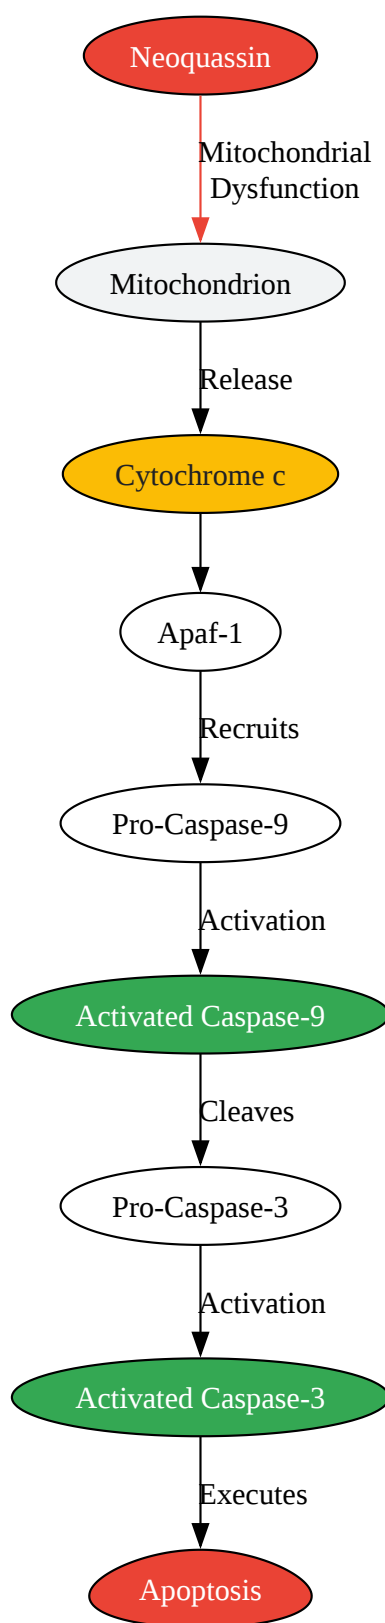 Neoquassin
Mitochondrial
Dysfunction
Mitochondrion
Release
Cytochrome c
Apaf-1
Recruits
Pro-Caspase-9
Activation
Activated Caspase-9
Cleaves
Pro-Caspase-3
Activation
Activated Caspase-3
Executes
Apoptosis